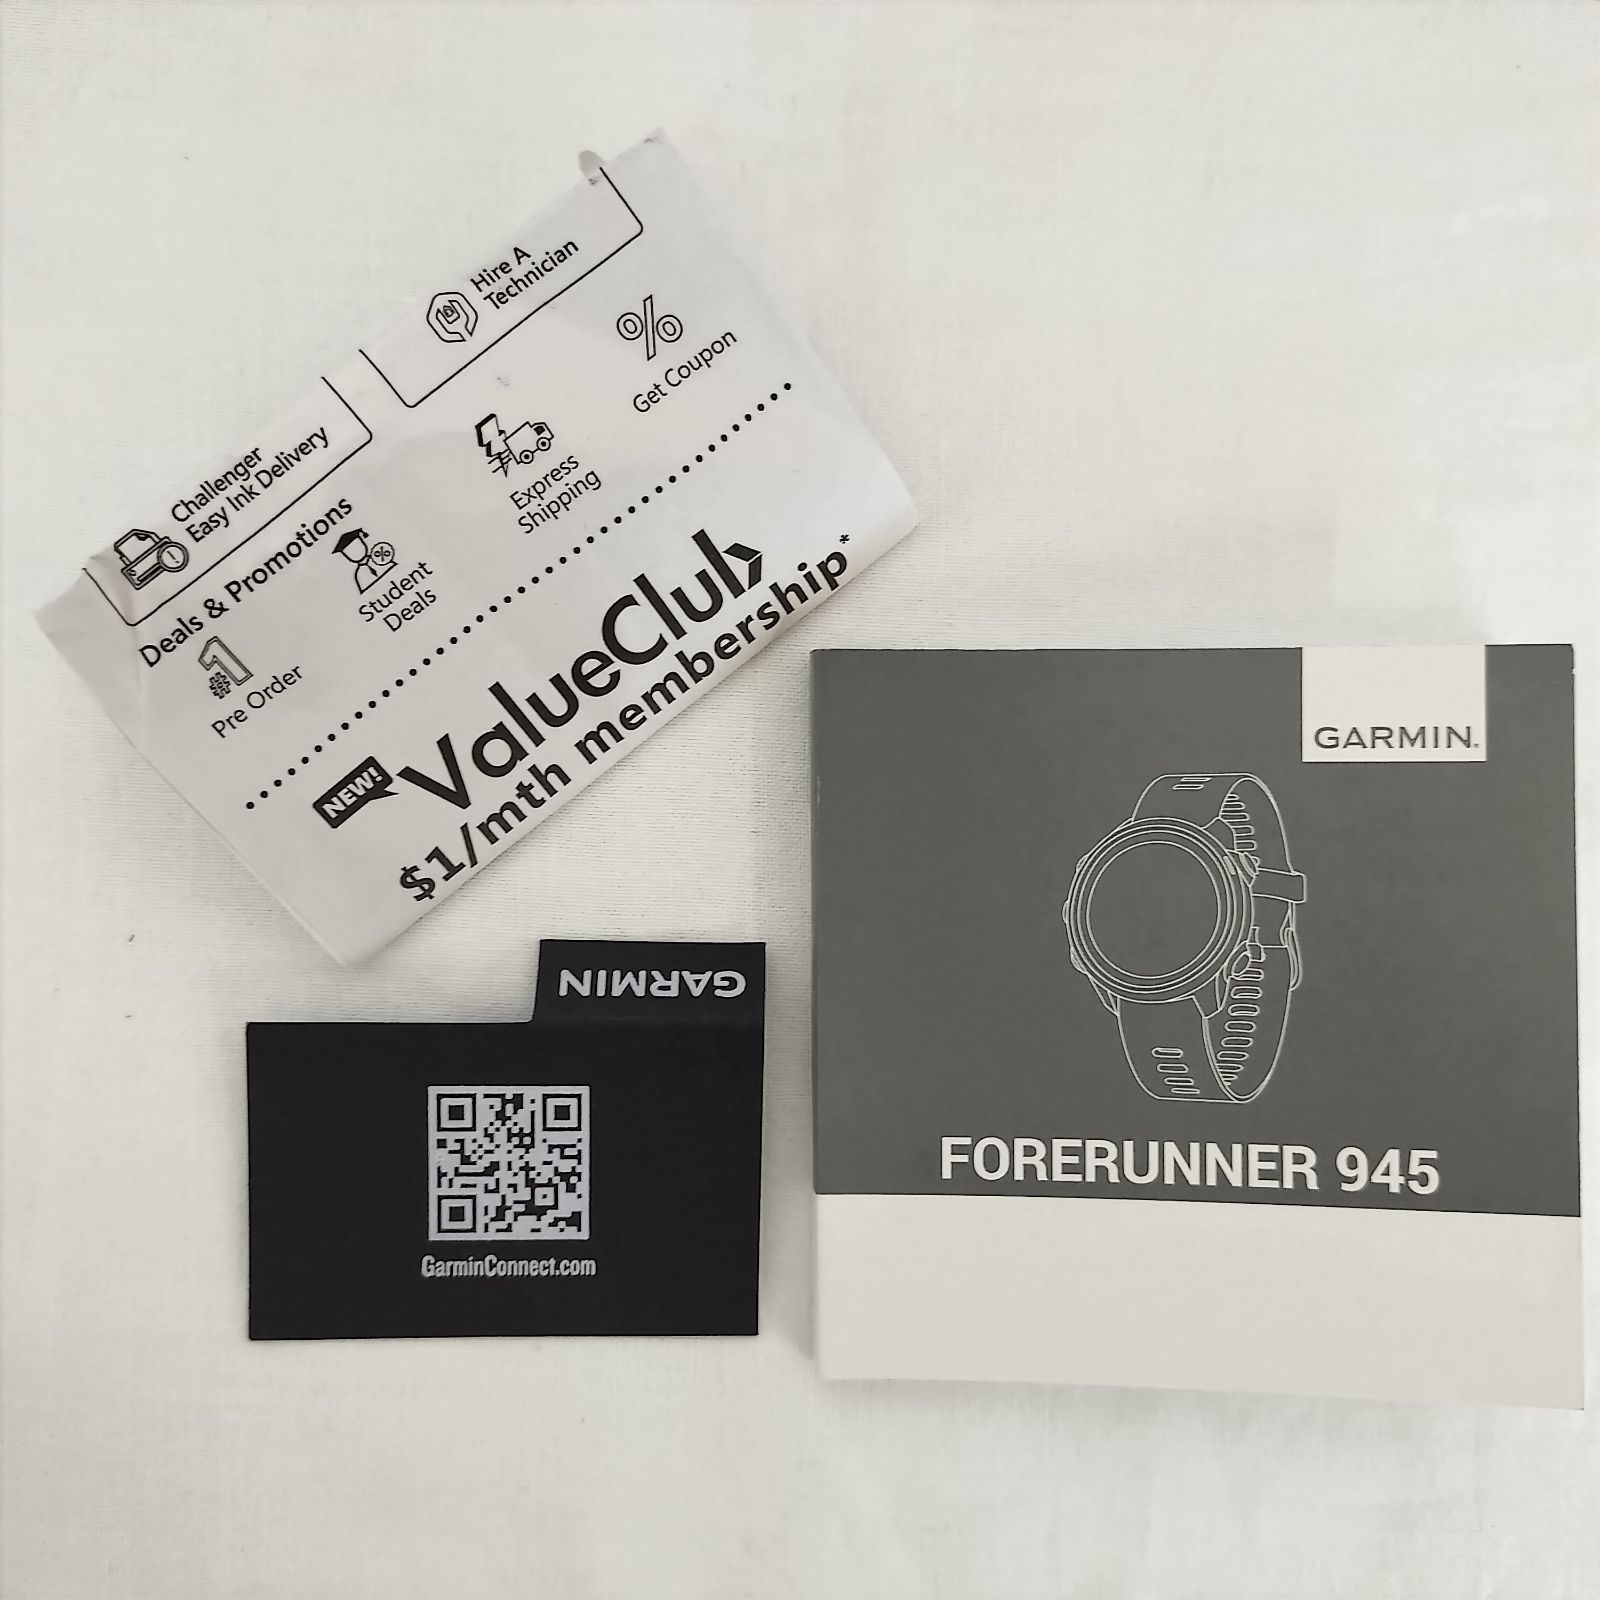 Hire A
Technician
Challenger
Easy Ink Delivery
Deals & Promotions
#1
Pre Order
%
Student
Deals
Express
Shipping
%
Get Coupon
NEW!
ValueClub
$1/mth membership*
GARMIN
GarminConnect.com
GARMIN®
FORERUNNER 945